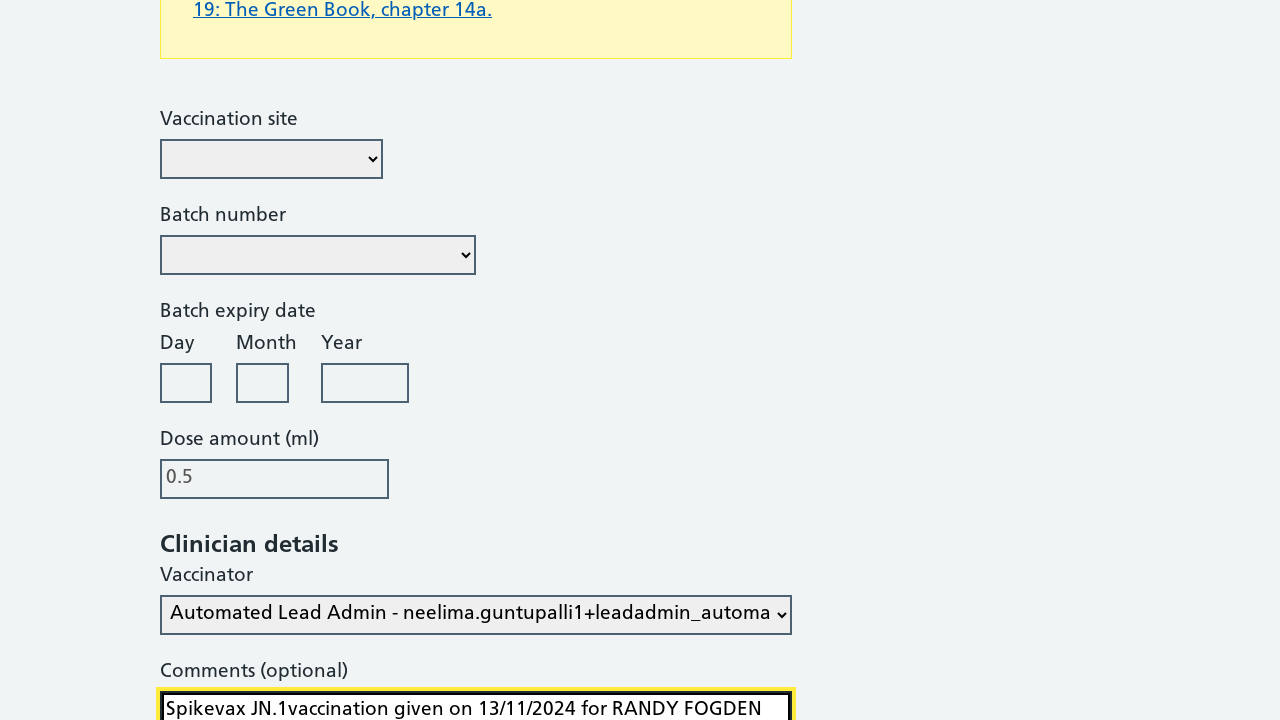 19: The Green Book, chapter 14a.
Vaccination site
Batch number
Batch expiry date
Day Month Year
Dose amount (ml)
0.5
Clinician details
Vaccinator
Automated Lead Admin - neelima.guntupalli1+leadadmin_automa
Comments (optional)
Spikevax JN.1vaccination given on 13/11/2024 for RANDY FOGDEN